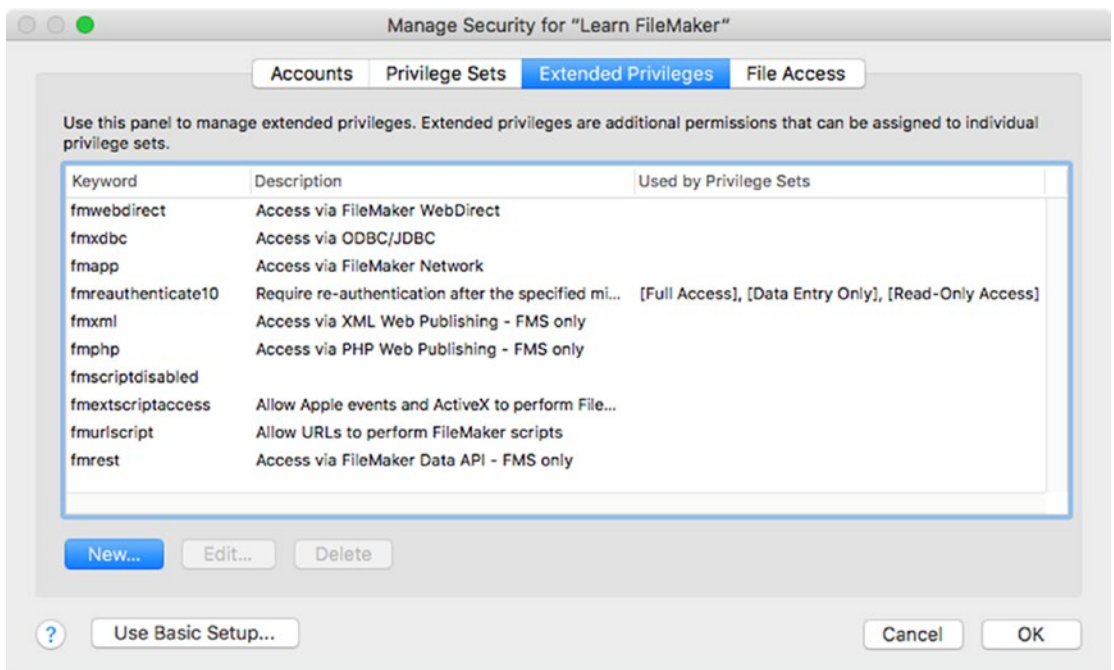 Manage Security for “Learn FileMaker“
Accounts Privilege Sets Extended Privileges File Access
Use this panel to manage extended privileges. Extended privileges are additional permissions that can be assigned to individual
privilege sets.
Keyword Description Used by Privilege Sets
fmwebdirect Access via FileMaker WebDirect
fmxdbc Access via ODBC/JDBC
fmapp Access via FileMaker Network
fmreauthenticate10 Require re-authentication after the specified mi... [Full Access], [Data Entry Only], [Read-Only Access]
fmxml Access via XML Web Publishing - FMS only
fmphp Access via PHP Web Publishing - FMS only
fmscriptdisabled
fmextscriptaccess Allow Apple events and ActiveX to perform File...
fmurlscript Allow URLs to perform FileMaker scripts
fmrest Access via FileMaker Data API - FMS only
New... Edit... Delete
? Use Basic Setup... Cancel OK